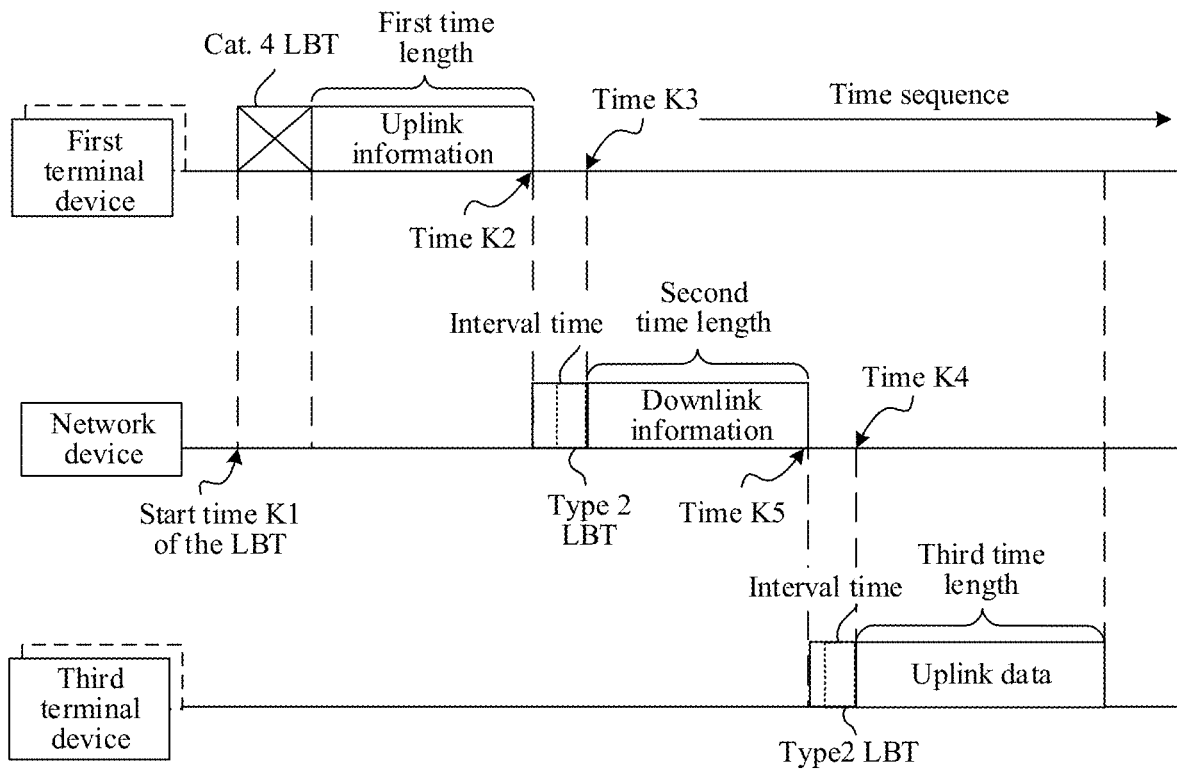 First time
length
Cat. 4 LBT
Time K3
Time sequence
First
terminal
device
Uplink
information
Time K2
Second
time length
Interval time
Time K4
Network
device
Downlink
information
Start time K1
of the LBT
Type 2
LBT
Time K5
Third time
length
Interval time
Third
terminal
device
Uplink data
Type2 LBT